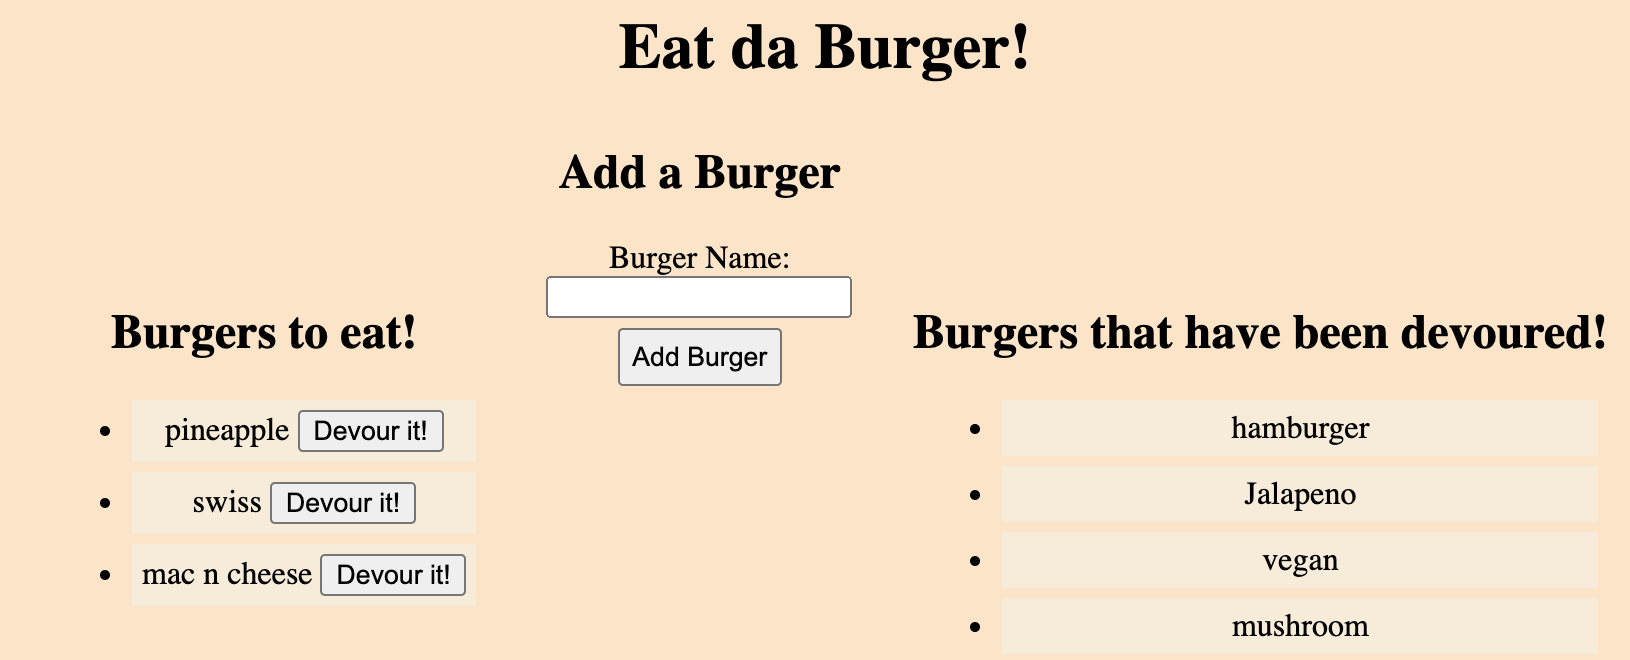 Eat da Burger!
Add a Burger
Burger Name:
Add Burger
Burgers to eat!
pineapple Devour it!
swiss Devour it!
mac n cheese Devour it!
Burgers that have been devoured!
hamburger
Jalapeno
vegan
mushroom